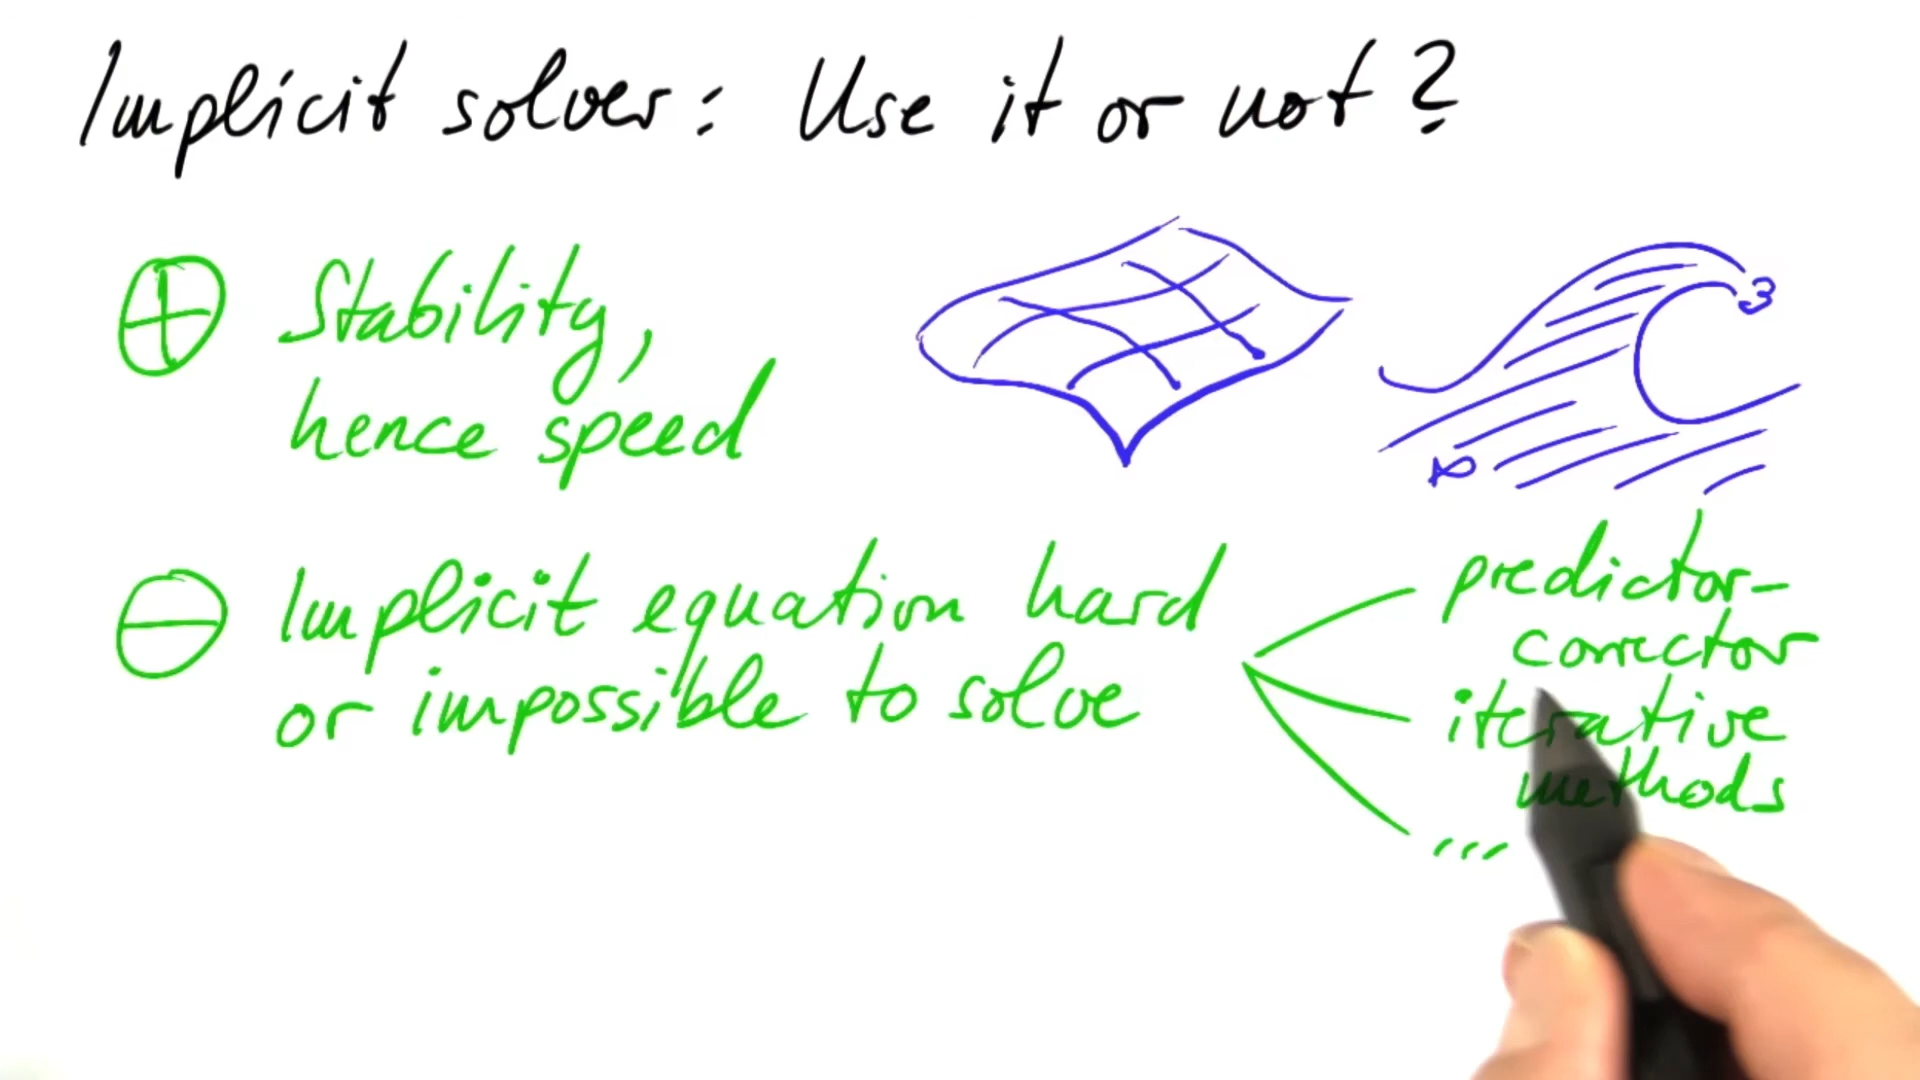 Implicit solver: Use it or not?
+ Stability,
hence speed
− Implicit equation hard
or impossible to solve
predictor-
corrector
iterative
methods
...